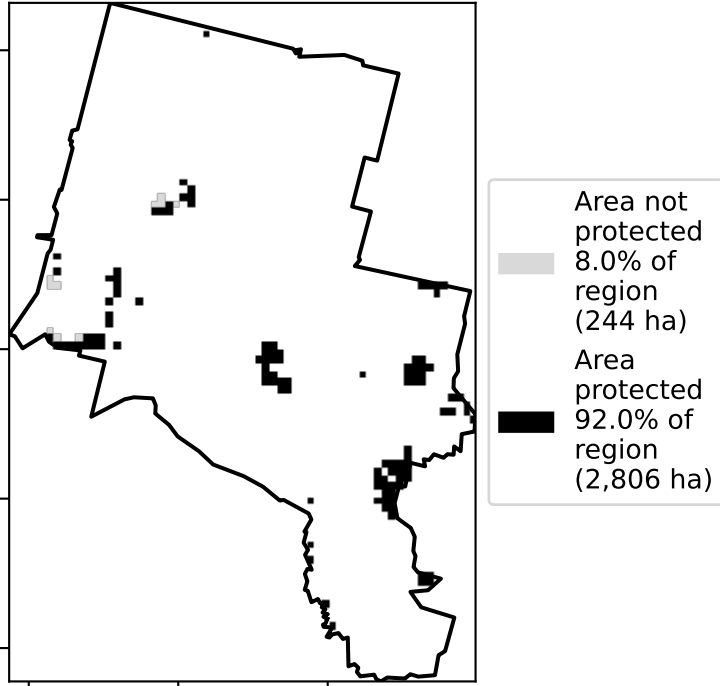 Area not
protected
8.0% of
region
(244 ha)
Area
protected
92.0% of
region
(2,806 ha)